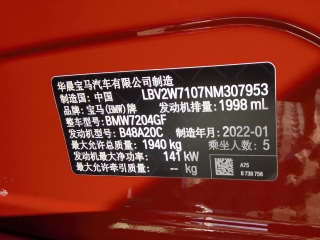 华晨宝马汽车有限公司制造
制造国：中国 LBV2W7107NM307953
品牌：宝马(BMW)牌 发动机排量：1998 mL
整车型号：BMW7204GF
发动机型号：B48A20C 制造年月：2022-01
最大允许总质量：1940 kg 乘坐人数：5
发动机最大净功率：141 kW
最大允许牵引质量：-- kg
A75
8 738 756